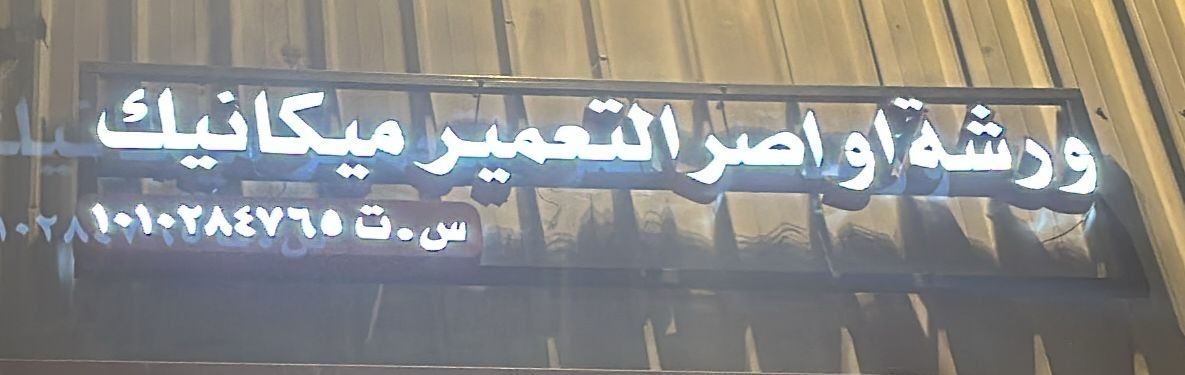 ورشة اواصر التعمير ميكانيك
س.ت ١٠١٠٢٨٤٧٦٥